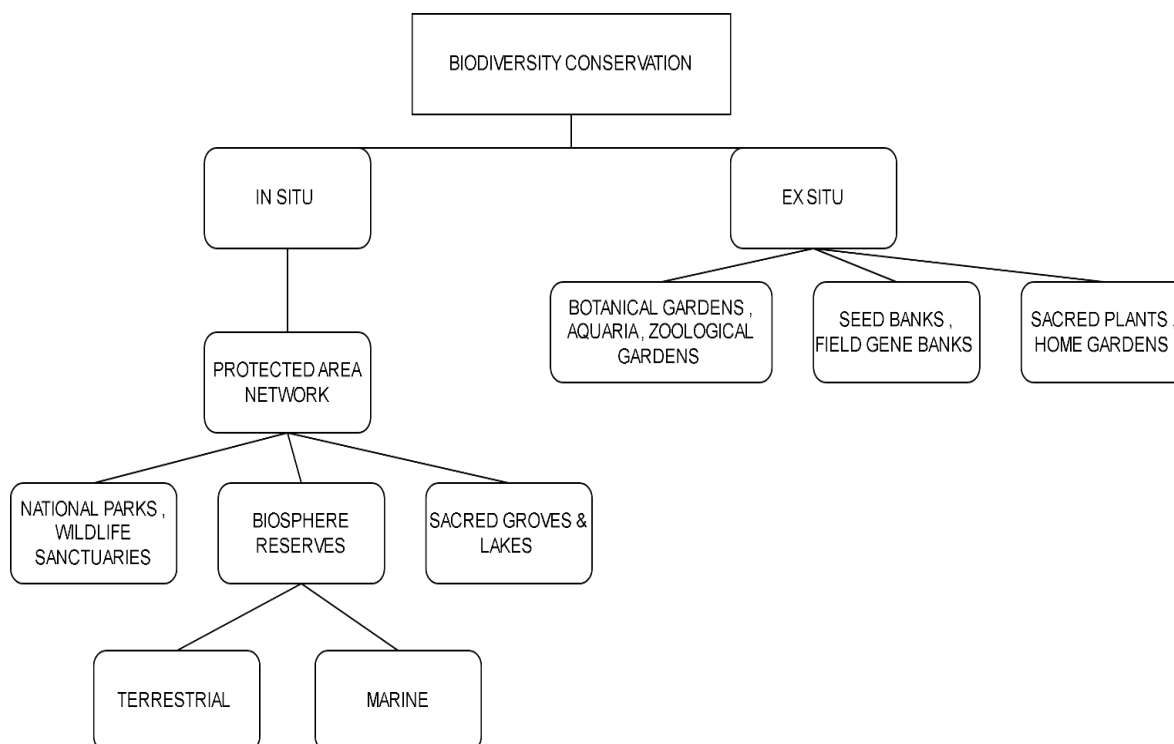 BIODIVERSITY CONSERVATION
IN SITU
EX SITU
BOTANICAL GARDENS ,
AQUARIA, ZOOLOGICAL
GARDENS
SEED BANKS ,
FIELD GENE BANKS
SACRED PLANTS ,
HOME GARDENS
PROTECTED AREA
NETWORK
NATIONAL PARKS ,
WILDLIFE
SANCTUARIES
BIOSPHERE
RESERVES
SACRED GROVES &
LAKES
TERRESTRIAL
MARINE